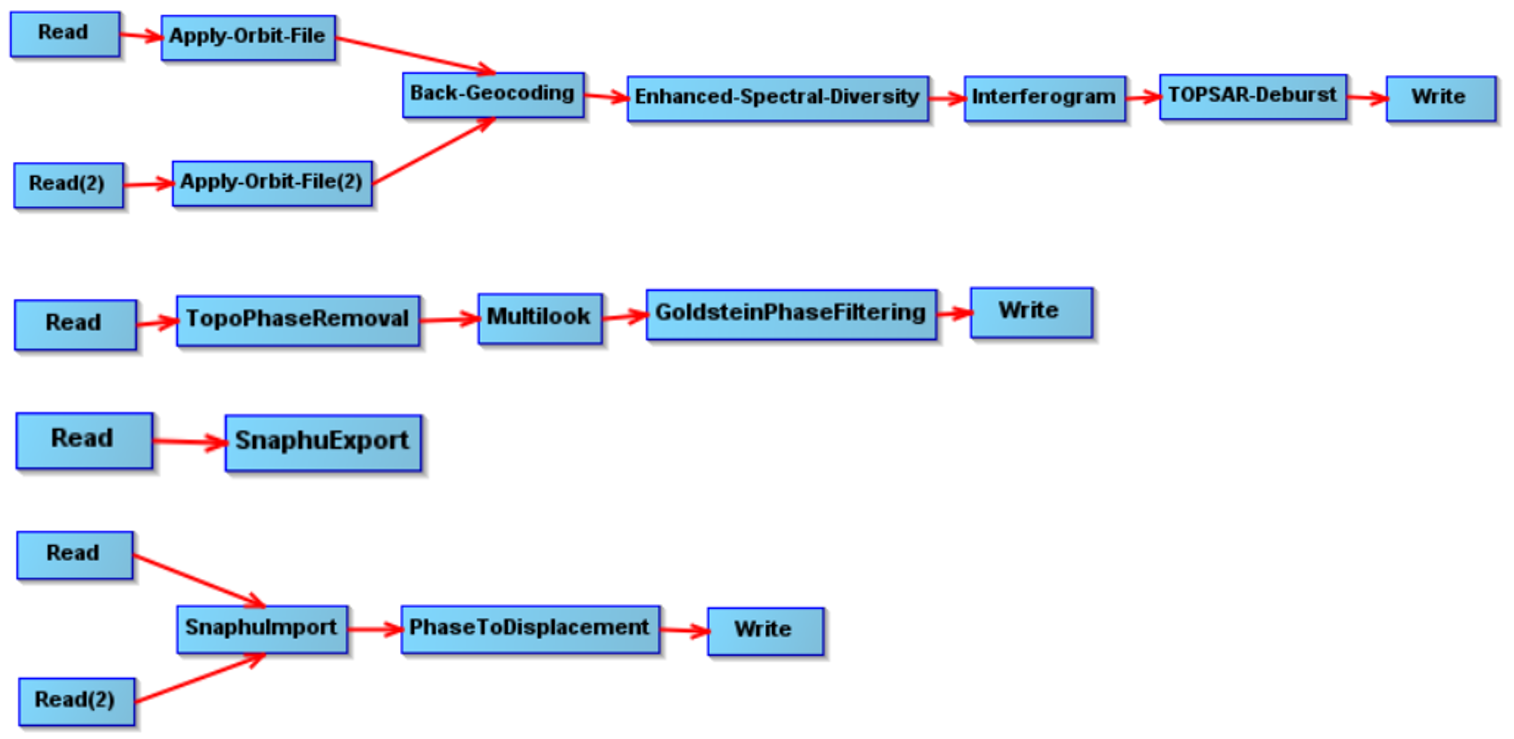 Read
Apply-Orbit-File
Back-Geocoding
Enhanced-Spectral-Diversity
Interferogram
TOPSAR-Deburst
Write
Read(2)
Apply-Orbit-File(2)
Read
TopoPhaseRemoval
Multilook
GoldsteinPhaseFiltering
Write
Read
SnaphuExport
Read
SnaphuImport
PhaseToDisplacement
Write
Read(2)